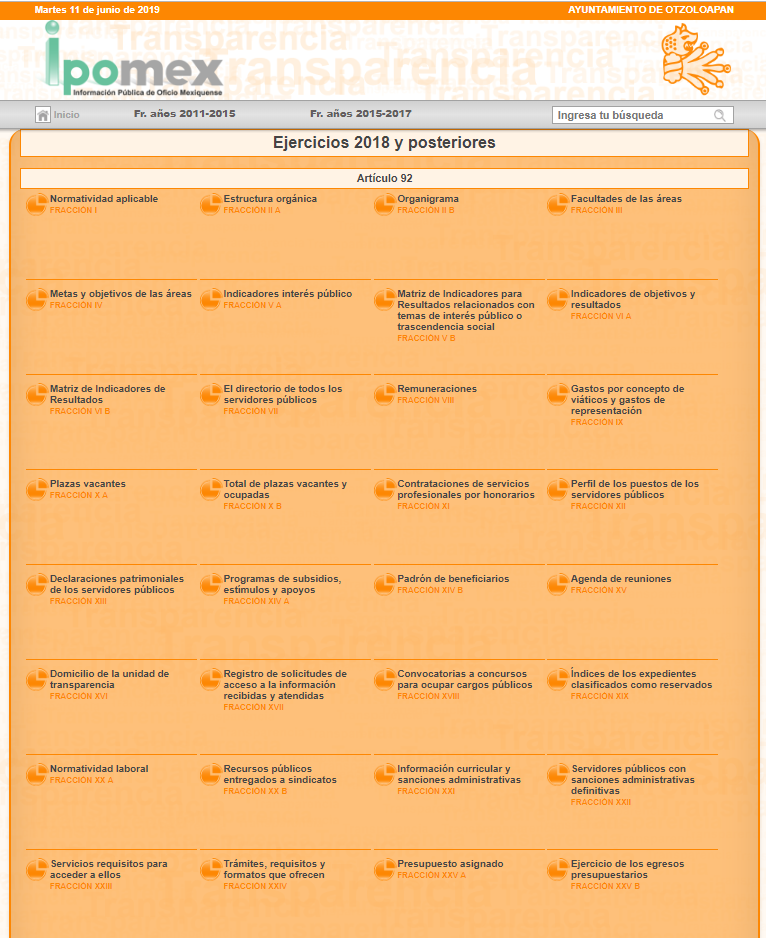 Martes 11 de junio de 2019
AYUNTAMIENTO DE OTZOLOAPAN
ipomex
Información Pública de Oficio Mexiquense
Inicio
Fr. años 2011-2015
Fr. años 2015-2017
Ingresa tu búsqueda
Ejercicios 2018 y posteriores
Artículo 92
Normatividad aplicable
FRACCIÓN I
Estructura orgánica
FRACCIÓN II A
Organigrama
FRACCIÓN II B
Facultades de las áreas
FRACCIÓN III
Metas y objetivos de las áreas
FRACCIÓN IV
Indicadores interés público
FRACCIÓN V A
Matriz de Indicadores para
Resultados relacionados con
temas de interés público o
trascendencia social
FRACCIÓN V B
Indicadores de objetivos y
resultados
FRACCIÓN VI A
Matriz de Indicadores de
Resultados
FRACCIÓN VI B
El directorio de todos los
servidores públicos
FRACCIÓN VII
Remuneraciones
FRACCIÓN VIII
Gastos por concepto de
viáticos y gastos de
representación
FRACCIÓN IX
Plazas vacantes
FRACCIÓN X A
Total de plazas vacantes y
ocupadas
FRACCIÓN X B
Contrataciones de servicios
profesionales por honorarios
FRACCIÓN XI
Perfil de los puestos de los
servidores públicos
FRACCIÓN XII
Declaraciones patrimoniales
de los servidores públicos
FRACCIÓN XIII
Programas de subsidios,
estímulos y apoyos
FRACCIÓN XIV A
Padrón de beneficiarios
FRACCIÓN XIV B
Agenda de reuniones
FRACCIÓN XV
Domicilio de la unidad de
transparencia
FRACCIÓN XVI
Registro de solicitudes de
acceso a la información
recibidas y atendidas
FRACCIÓN XVII
Convocatorias a concursos
para ocupar cargos públicos
FRACCIÓN XVIII
Índices de los expedientes
clasificados como reservados
FRACCIÓN XIX
Normatividad laboral
FRACCIÓN XX A
Recursos públicos
entregados a sindicatos
FRACCIÓN XX B
Información curricular y
sanciones administrativas
FRACCIÓN XXI
Servidores públicos con
sanciones administrativas
definitivas
FRACCIÓN XXII
Servicios requisitos para
acceder a ellos
FRACCIÓN XXIII
Trámites, requisitos y
formatos que ofrecen
FRACCIÓN XXIV
Presupuesto asignado
FRACCIÓN XXV A
Ejercicio de los egresos
presupuestarios
FRACCIÓN XXV B